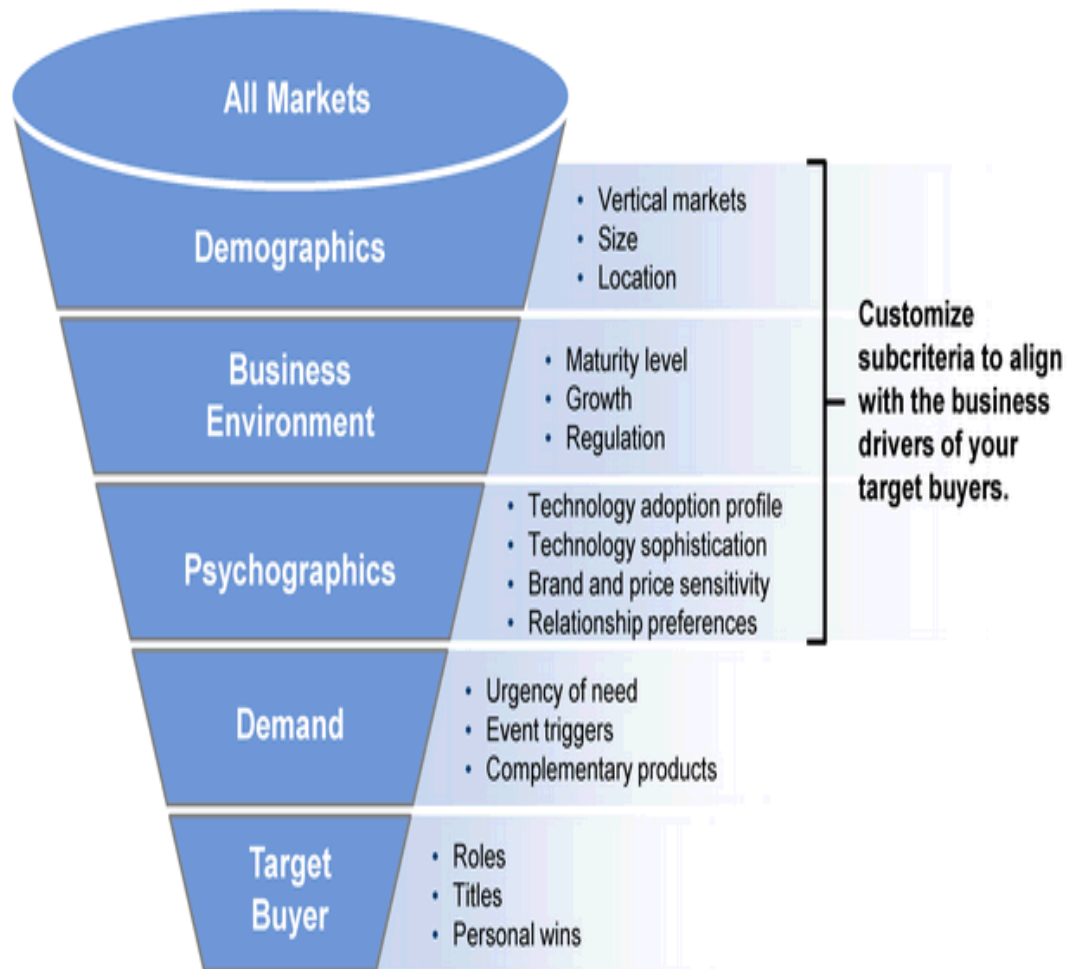 All Markets
Demographics
• Vertical markets
• Size
• Location
Business
Environment
• Maturity level
• Growth
• Regulation
Psychographics
• Technology adoption profile
• Technology sophistication
• Brand and price sensitivity
• Relationship preferences
Customize
subcriteria to align
with the business
drivers of your
target buyers.
Demand
• Urgency of need
• Event triggers
• Complementary products
Target
Buyer
• Roles
• Titles
• Personal wins